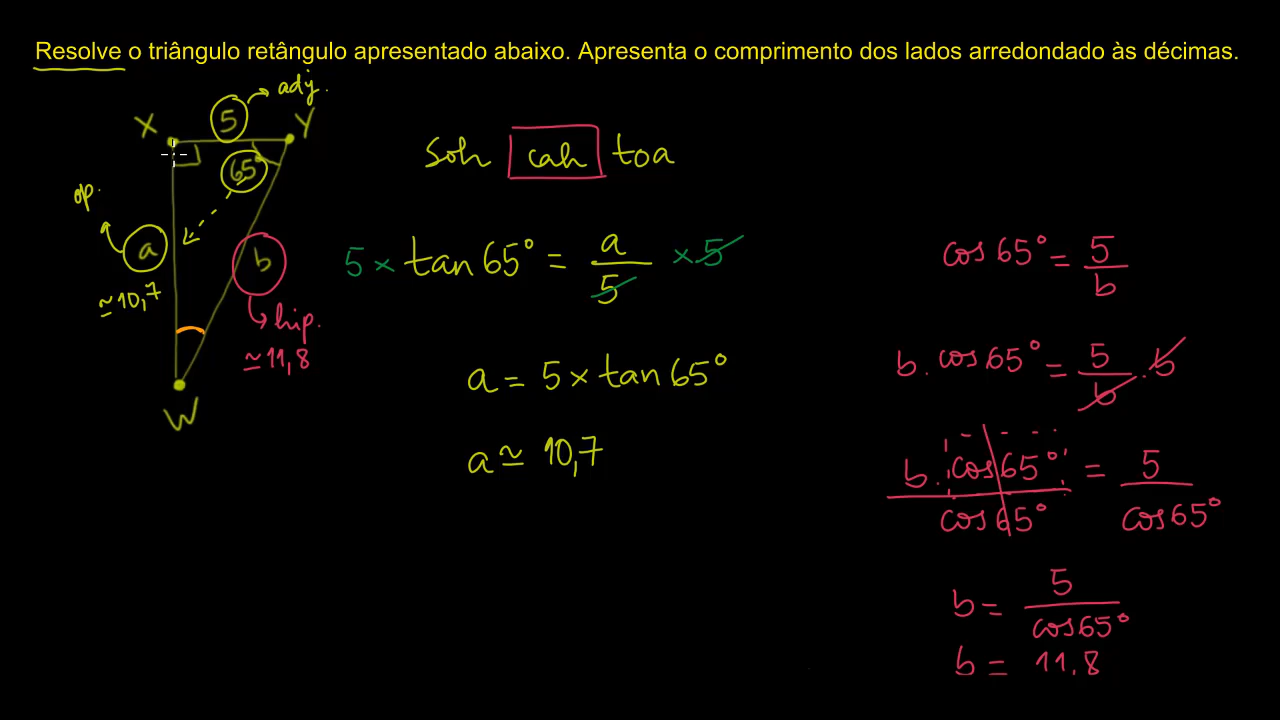 Resolve o triângulo retângulo apresentado abaixo. Apresenta o comprimento dos lados arredondado às décimas.
X
5
adj.
Y
65°
op.
a
b
≃10,7
hip.
≃11,8
W
Soh cah toa
5 × tan 65° = a/5 × 5
a = 5 × tan 65°
a ≃ 10,7
cos 65° = 5/b
b . cos 65° = 5/b . b
b . cos 65° / cos 65° = 5 / cos 65°
b = 5 / cos 65°
b = 11,8